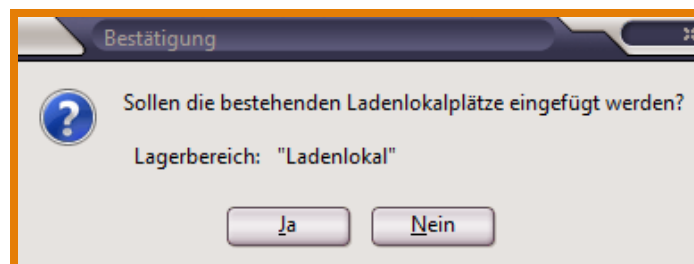 Bestätigung
Sollen die bestehenden Ladenlokalplätze eingefügt werden?
Lagerbereich: "Ladenlokal"
Ja Nein